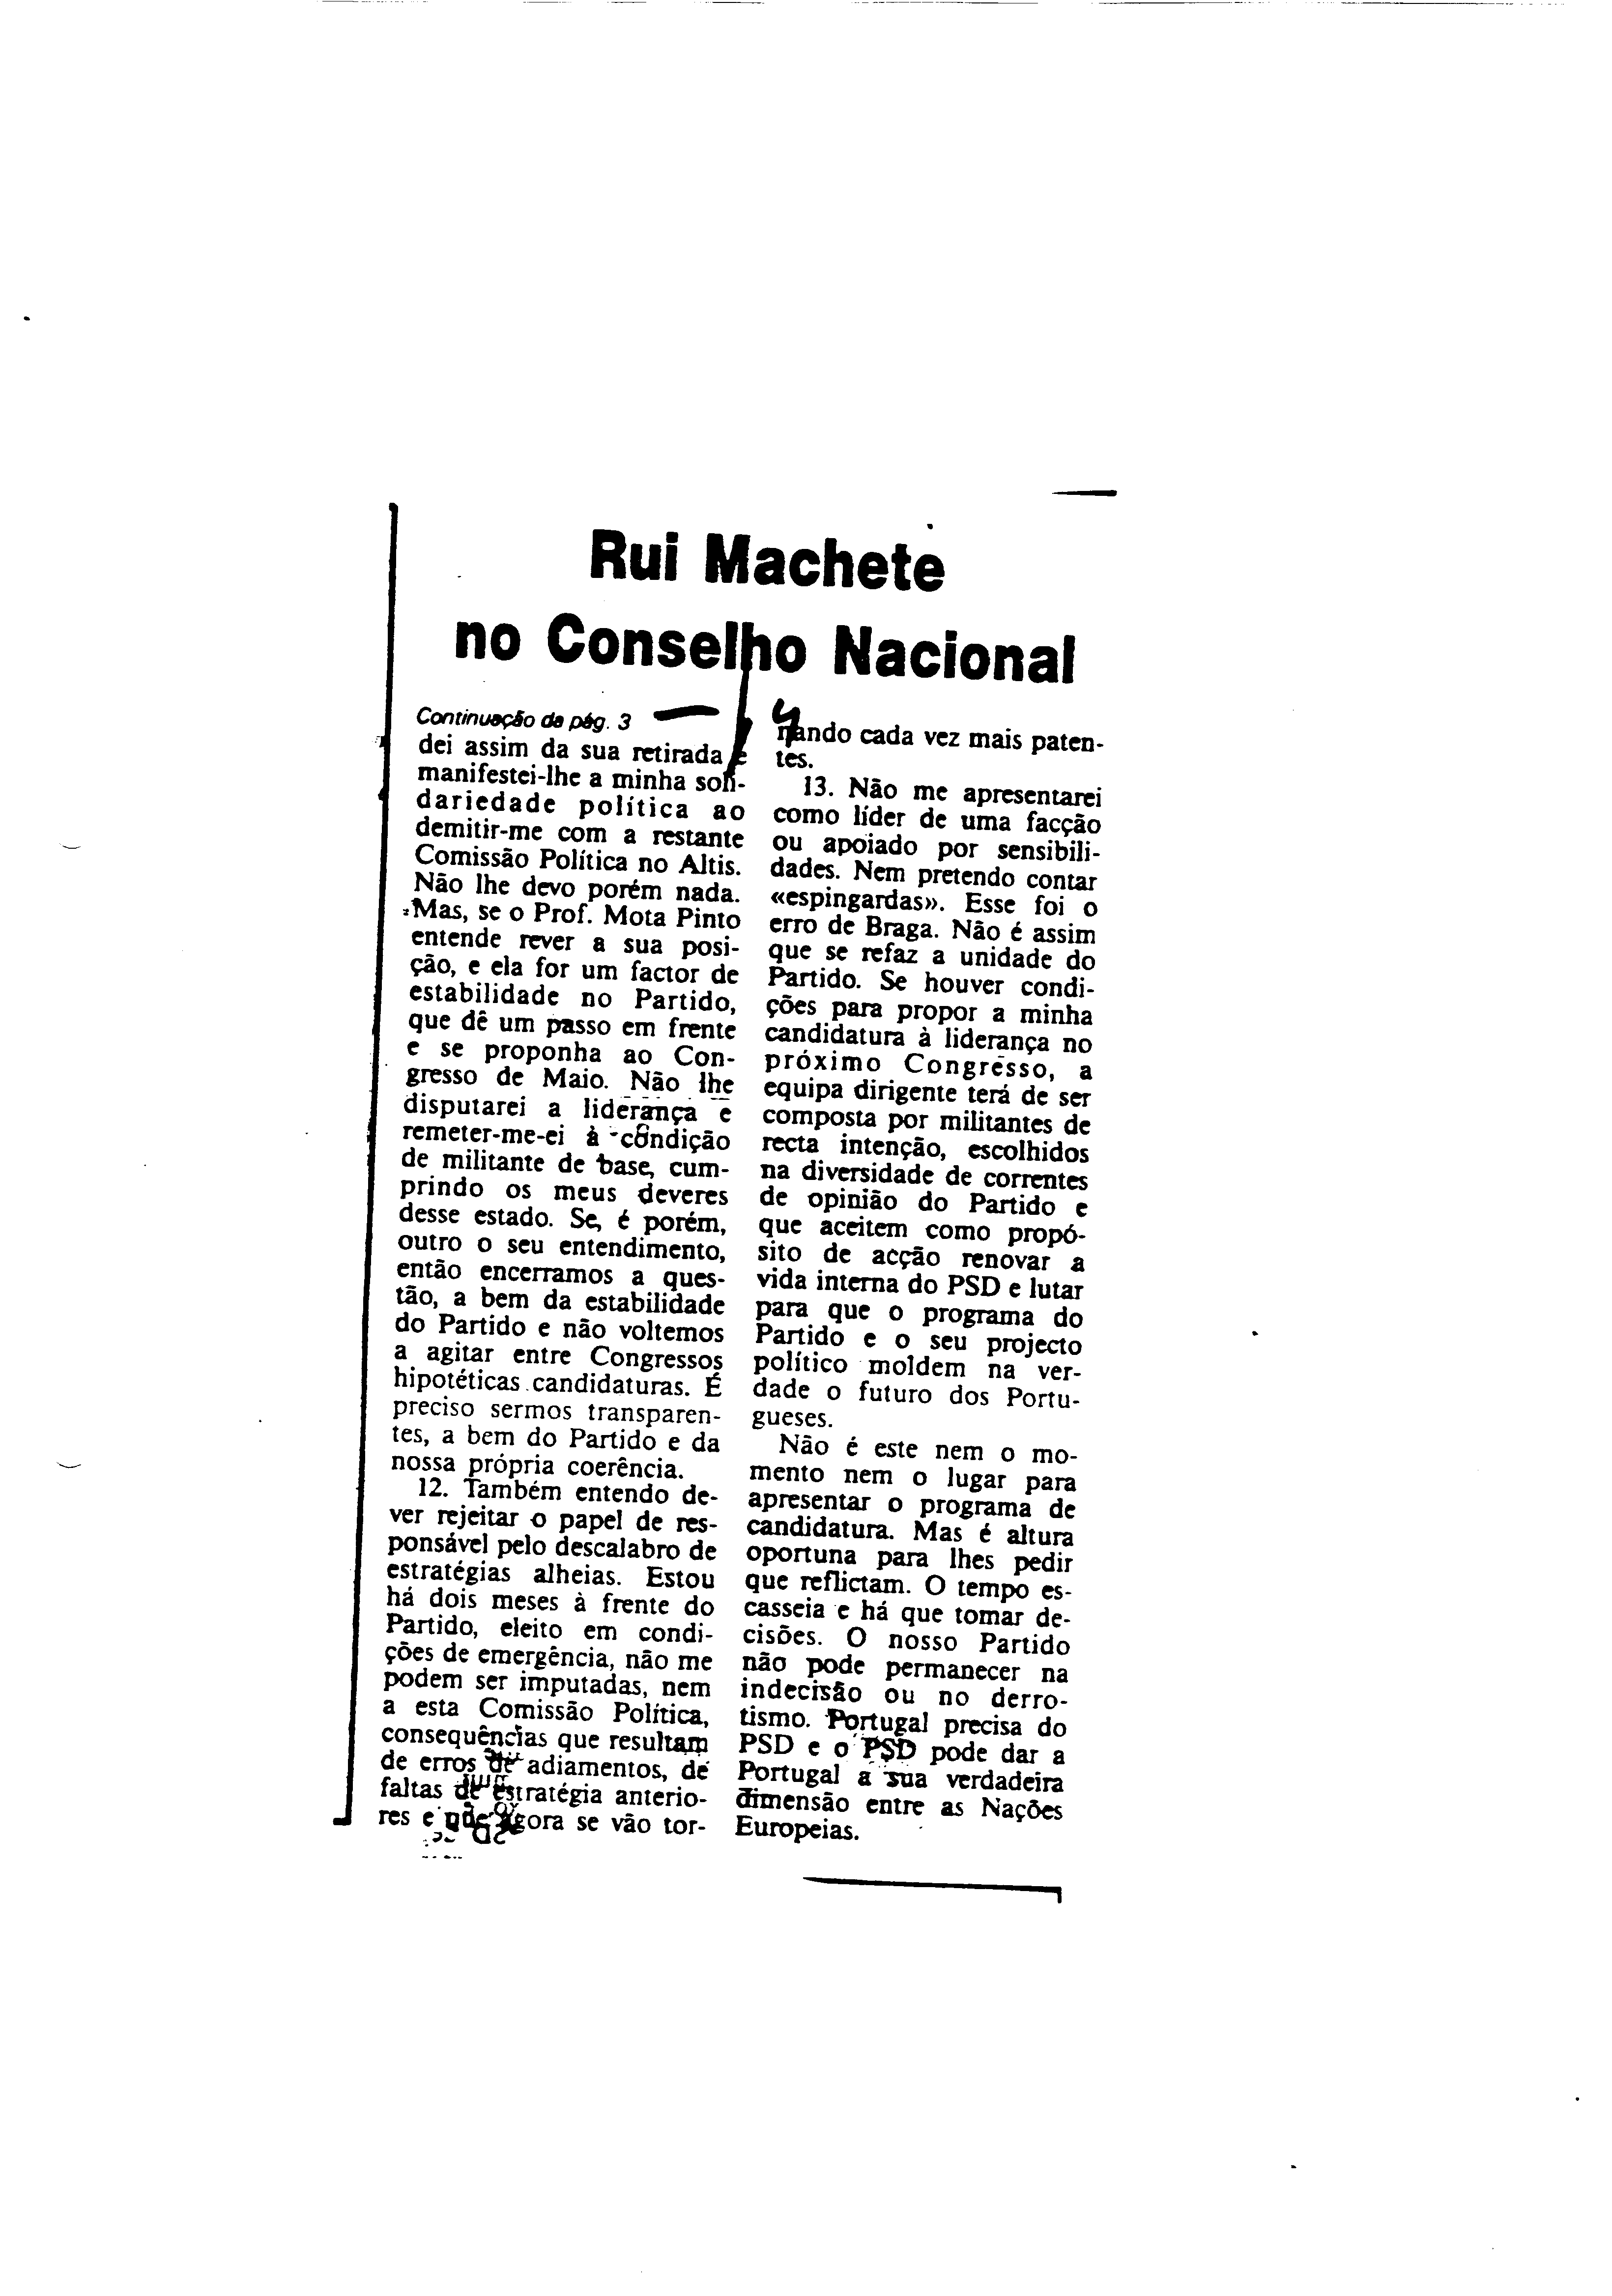 Rui Machete
no Conselho Nacional
Continuação da pág. 3
dei assim da sua retirada e
manifestei-lhe a minha soli-
dariedade política ao
demitir-me com a restante
Comissão Política no Altis.
Não lhe devo porém nada.
Mas, se o Prof. Mota Pinto
entende rever a sua posi-
ção, e ela for um factor de
estabilidade no Partido,
que dê um passo em frente
e se proponha ao Con-
gresso de Maio. Não lhe
disputarei a liderança e
remeter-me-ei à condição
de militante de base, cum-
prindo os meus deveres
desse estado. Se, é porém,
outro o seu entendimento,
então encerramos a ques-
tão, a bem da estabilidade
do Partido e não voltemos
a agitar entre Congressos
hipotéticas candidaturas. É
preciso sermos transparen-
tes, a bem do Partido e da
nossa própria coerência.
12. Também entendo de-
ver rejeitar o papel de res-
ponsável pelo descalabro de
estratégias alheias. Estou
há dois meses à frente do
Partido, eleito em condi-
ções de emergência, não me
podem ser imputadas, nem
a esta Comissão Política,
consequências que resultam
de erros de adiamentos, de
faltas de estratégia anterio-
res e que agora se vão tor-
nando cada vez mais paten-
tes.
13. Não me apresentarei
como líder de uma facção
ou apoiado por sensibili-
dades. Nem pretendo contar
«espingardas». Esse foi o
erro de Braga. Não é assim
que se refaz a unidade do
Partido. Se houver condi-
ções para propor a minha
candidatura à liderança no
próximo Congresso, a
equipa dirigente terá de ser
composta por militantes de
recta intenção, escolhidos
na diversidade de correntes
de opinião do Partido e
que aceitem como propó-
sito de acção renovar a
vida interna do PSD e lutar
para que o programa do
Partido e o seu projecto
político moldem na ver-
dade o futuro dos Portu-
gueses.
Não é este nem o mo-
mento nem o lugar para
apresentar o programa de
candidatura. Mas é altura
oportuna para lhes pedir
que reflictam. O tempo es-
casseia e há que tomar de-
cisões. O nosso Partido
não pode permanecer na
indecisão ou no derro-
tismo. Portugal precisa do
PSD e o PSD pode dar a
Portugal a sua verdadeira
dimensão entre as Nações
Europeias.